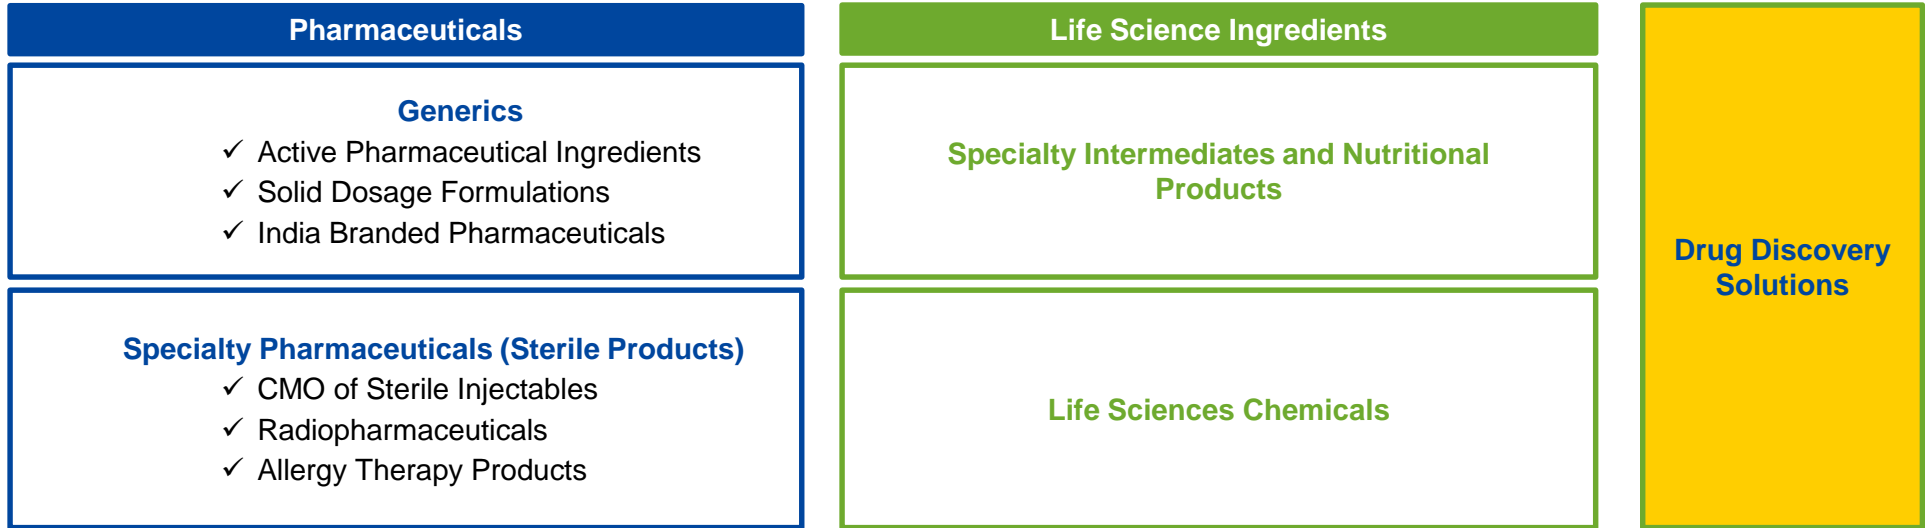 Pharmaceuticals
Generics
✓ Active Pharmaceutical Ingredients
✓ Solid Dosage Formulations
✓ India Branded Pharmaceuticals
Specialty Pharmaceuticals (Sterile Products)
✓ CMO of Sterile Injectables
✓ Radiopharmaceuticals
✓ Allergy Therapy Products
Life Science Ingredients
Specialty Intermediates and Nutritional
Products
Life Sciences Chemicals
Drug Discovery
Solutions